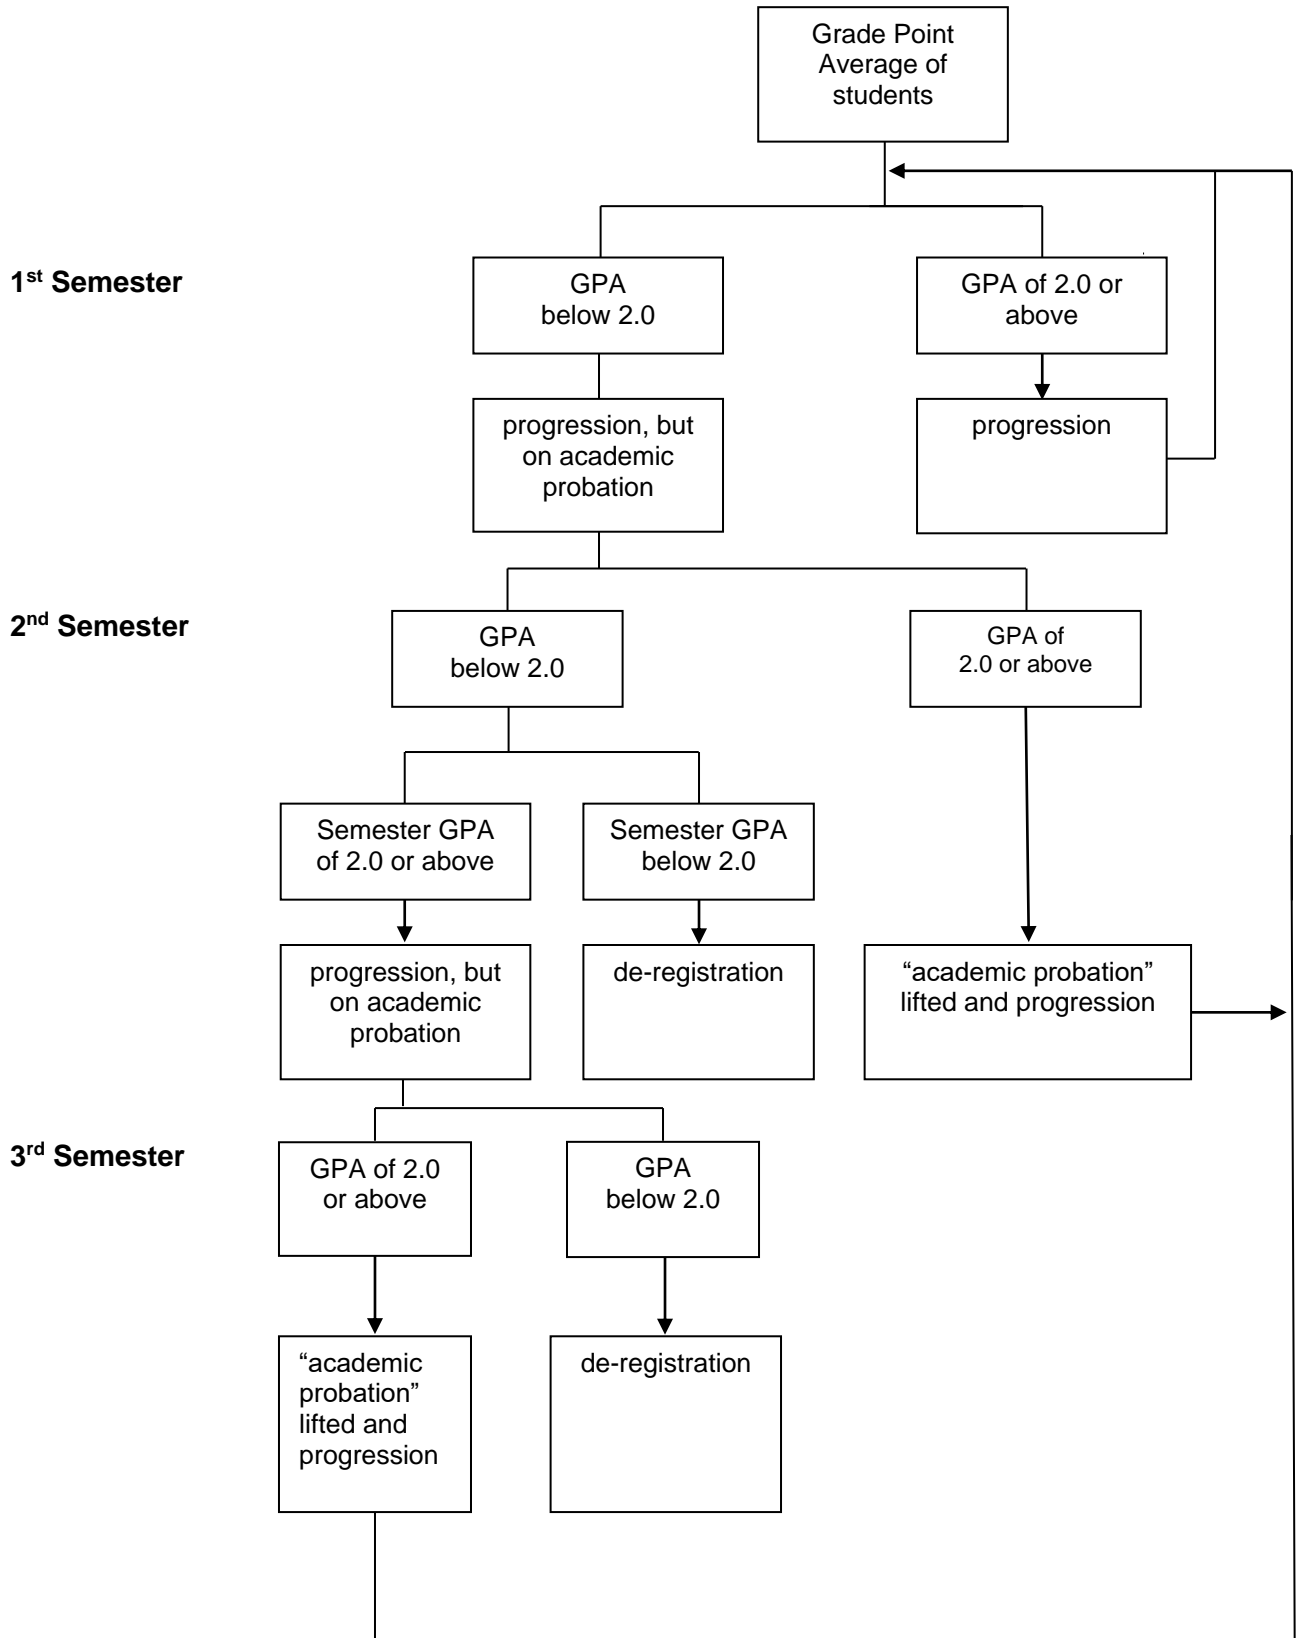 Grade Point
Average of
students
1st Semester
GPA
below 2.0
GPA of 2.0 or
above
progression, but
on academic
probation
progression
2nd Semester
GPA
below 2.0
GPA of
2.0 or above
Semester GPA
of 2.0 or above
Semester GPA
below 2.0
progression, but
on academic
probation
de-registration
“academic probation”
lifted and progression
3rd Semester
GPA of 2.0
or above
GPA
below 2.0
“academic
probation”
lifted and
progression
de-registration